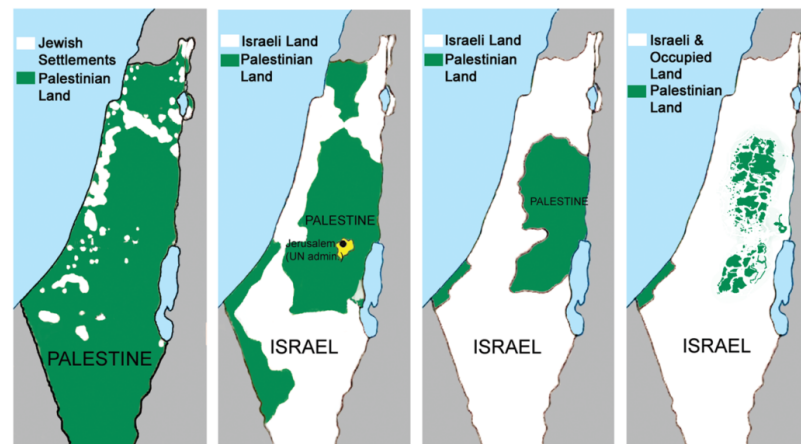 Jewish
Settlements
Palestinian
Land
PALESTINE
Israeli Land
Palestinian
Land
PALESTINE
Jerusalem
(UN admin)
ISRAEL
Israeli Land
Palestinian
Land
PALESTINE
ISRAEL
Israeli &
Occupied
Land
Palestinian
Land
ISRAEL